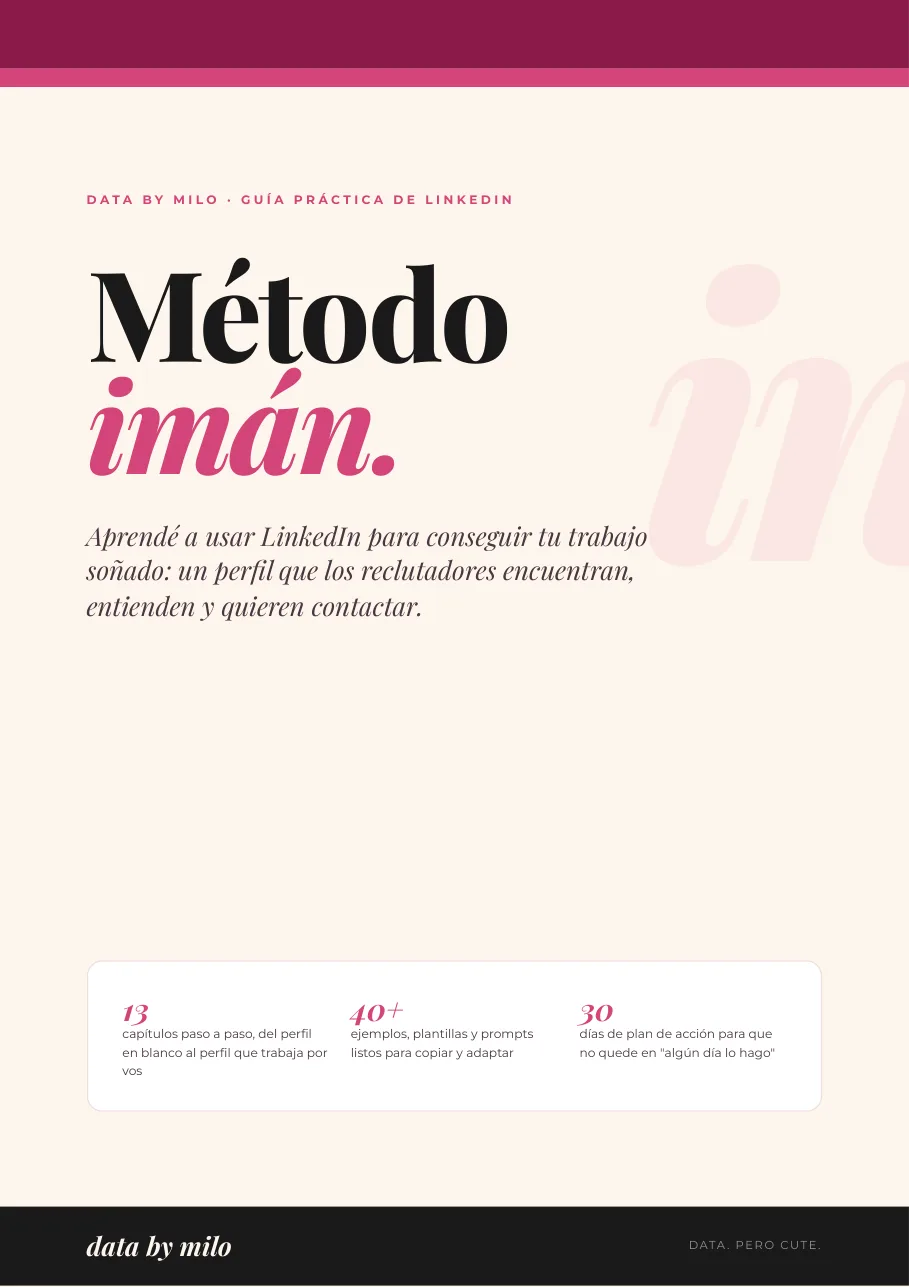 DATA BY MILO · GUÍA PRÁCTICA DE LINKEDIN
Método
imán.
im
Aprendé a usar LinkedIn para conseguir tu trabajo
soñado: un perfil que los reclutadores encuentran,
entienden y quieren contactar.
13
capítulos paso a paso, del perfil
en blanco al perfil que trabaja por
vos
40+
ejemplos, plantillas y prompts
listos para copiar y adaptar
30
días de plan de acción para que
no quede en "algún día lo hago"
data by milo
DATA. PERO CUTE.